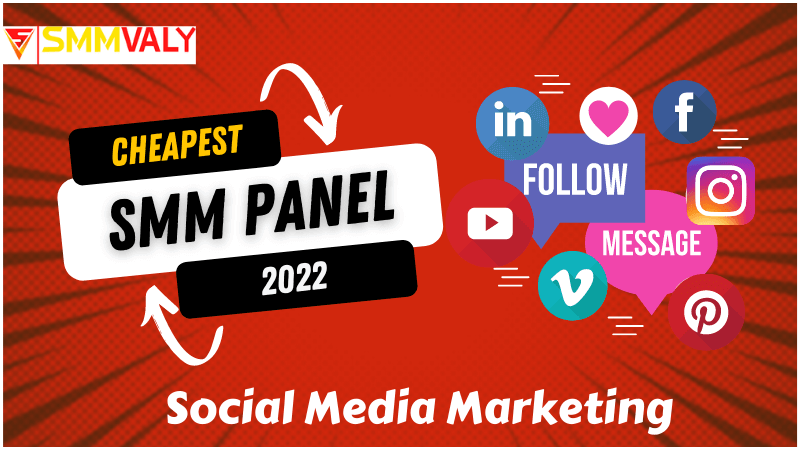 SMMVALY
CHEAPEST
SMM PANEL
2022
in
f
FOLLOW
MESSAGE
Social Media Marketing